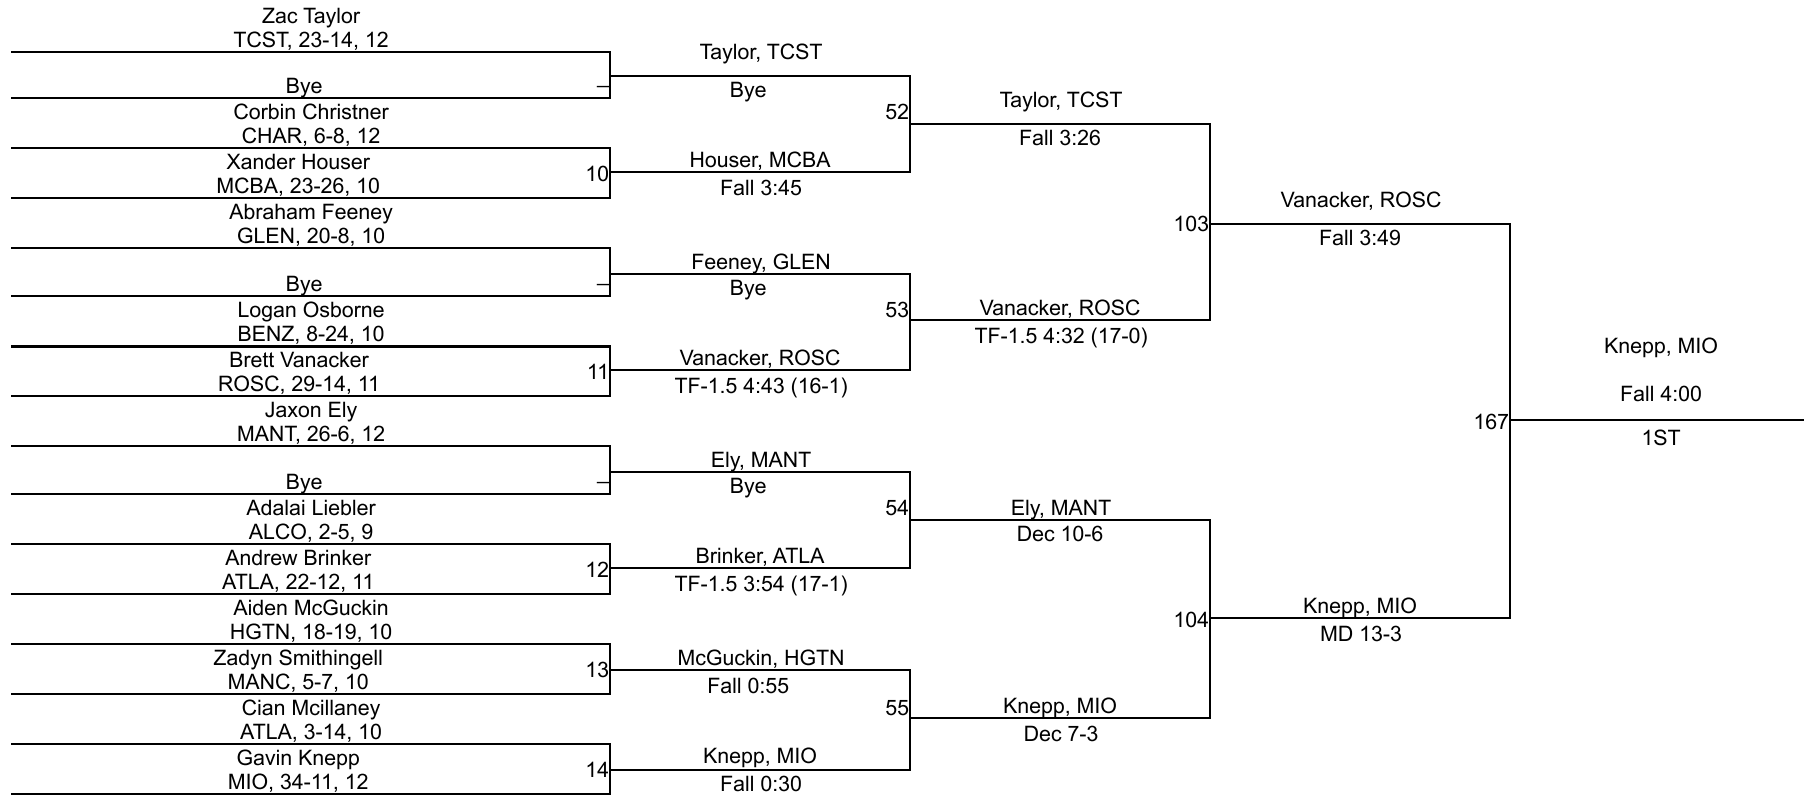 Zac Taylor
TCST, 23-14, 12
Bye
Corbin Christner
CHAR, 6-8, 12
Xander Houser
MCBA, 23-26, 10
Abraham Feeney
GLEN, 20-8, 10
Bye
Logan Osborne
BENZ, 8-24, 10
Brett Vanacker
ROSC, 29-14, 11
Jaxon Ely
MANT, 26-6, 12
Bye
Adalai Liebler
ALCO, 2-5, 9
Andrew Brinker
ATLA, 22-12, 11
Aiden McGuckin
HGTN, 18-19, 10
Zadyn Smithingell
MANC, 5-7, 10
Cian Mcillaney
ATLA, 3-14, 10
Gavin Knepp
MIO, 34-11, 12
–
10
–
11
–
12
13
14
Taylor, TCST
Bye
Houser, MCBA
Fall 3:45
Feeney, GLEN
Bye
Vanacker, ROSC
TF-1.5 4:43 (16-1)
Ely, MANT
Bye
Brinker, ATLA
TF-1.5 3:54 (17-1)
McGuckin, HGTN
Fall 0:55
Knepp, MIO
Fall 0:30
52
53
54
55
Taylor, TCST
Fall 3:26
Vanacker, ROSC
TF-1.5 4:32 (17-0)
Ely, MANT
Dec 10-6
Knepp, MIO
Dec 7-3
103
104
Vanacker, ROSC
Fall 3:49
Knepp, MIO
MD 13-3
167
Knepp, MIO
Fall 4:00
1ST